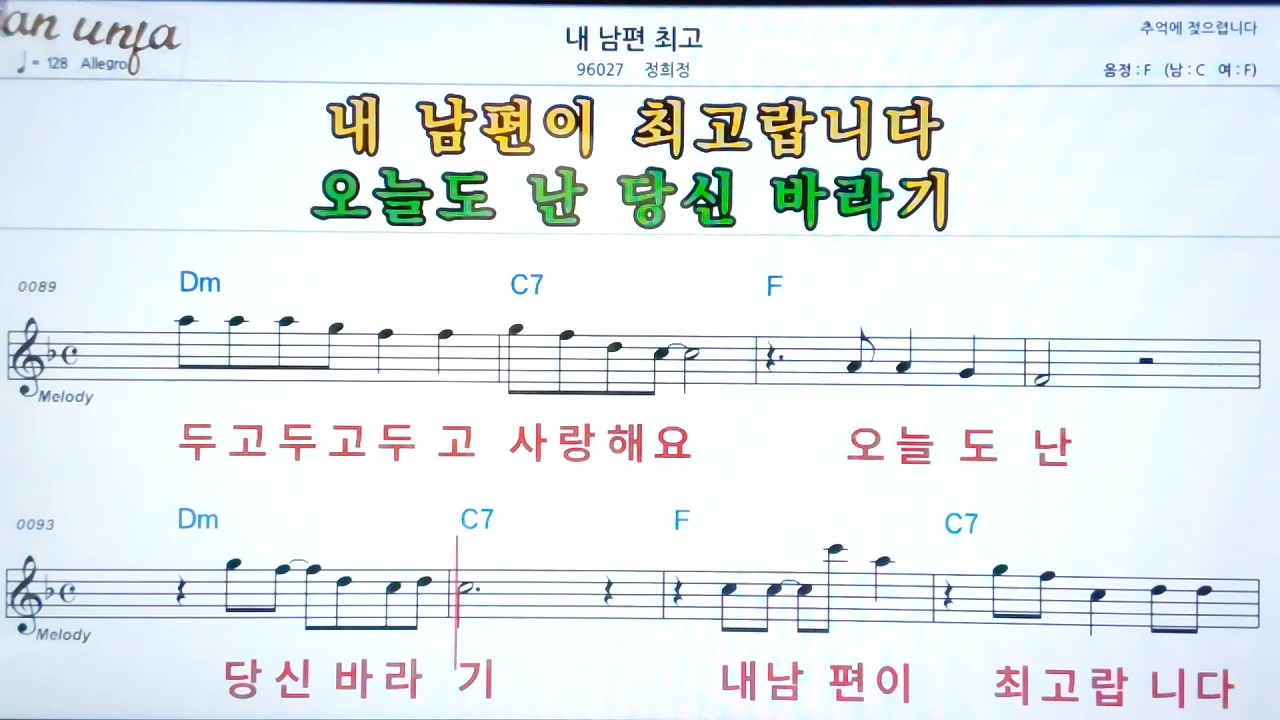 내 남편 최고
추억에 젖으렵니다
♩= 128 Allegro
96027 정희정
음정 : F (남 : C 여 : F)
내 남편이 최고랍니다
오늘도 난 당신 바라기
0089 Dm C7 F
Melody
두고두고두고 사랑해요 오늘도 난
0093 Dm C7 F C7
Melody
당신바라기 내남편이 최고랍니다